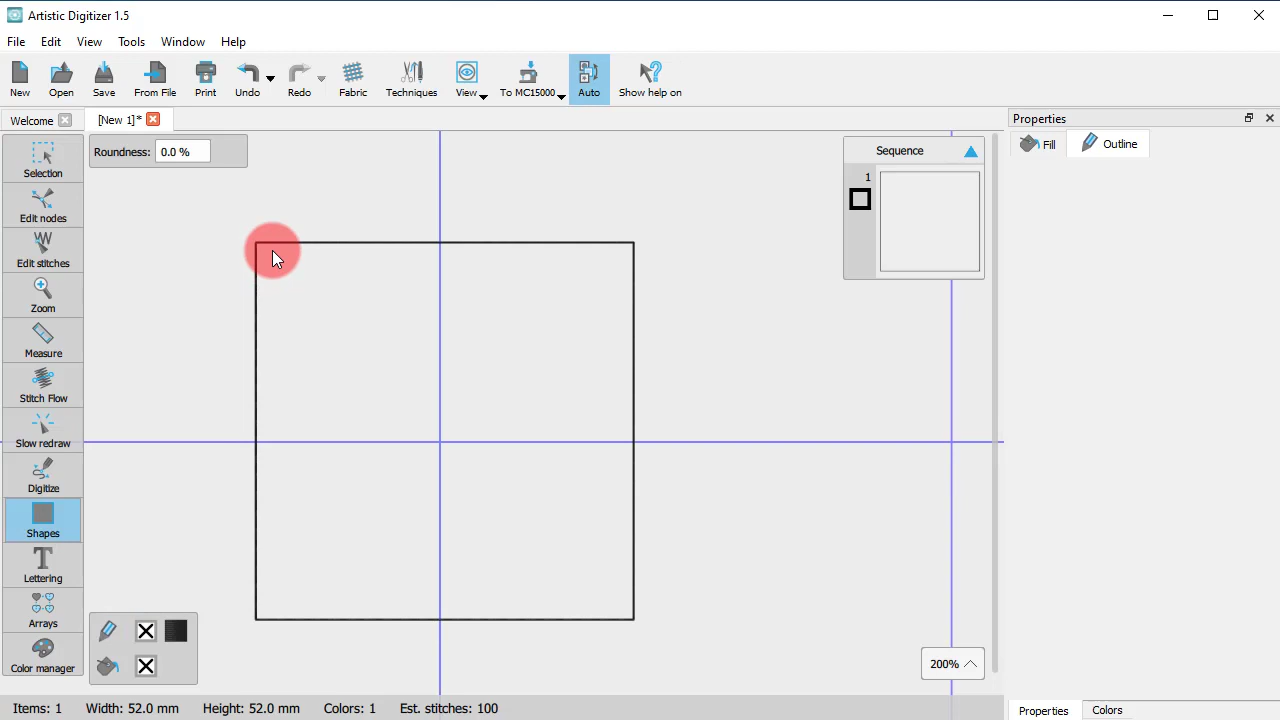 Artistic Digitizer 1.5
File Edit View Tools Window Help
New Open Save From File Print Undo Redo Fabric Techniques View To MC15000 Auto Show help on
Welcome [New 1]* Properties
Roundness: 0.0 % Sequence Fill Outline
1
Selection
Edit nodes
Edit stitches
Zoom
Measure
Stitch Flow
Slow redraw
Digitize
Shapes
Lettering
Arrays
Color manager
200%
Items: 1 Width: 52.0 mm Height: 52.0 mm Colors: 1 Est. stitches: 100 Properties Colors